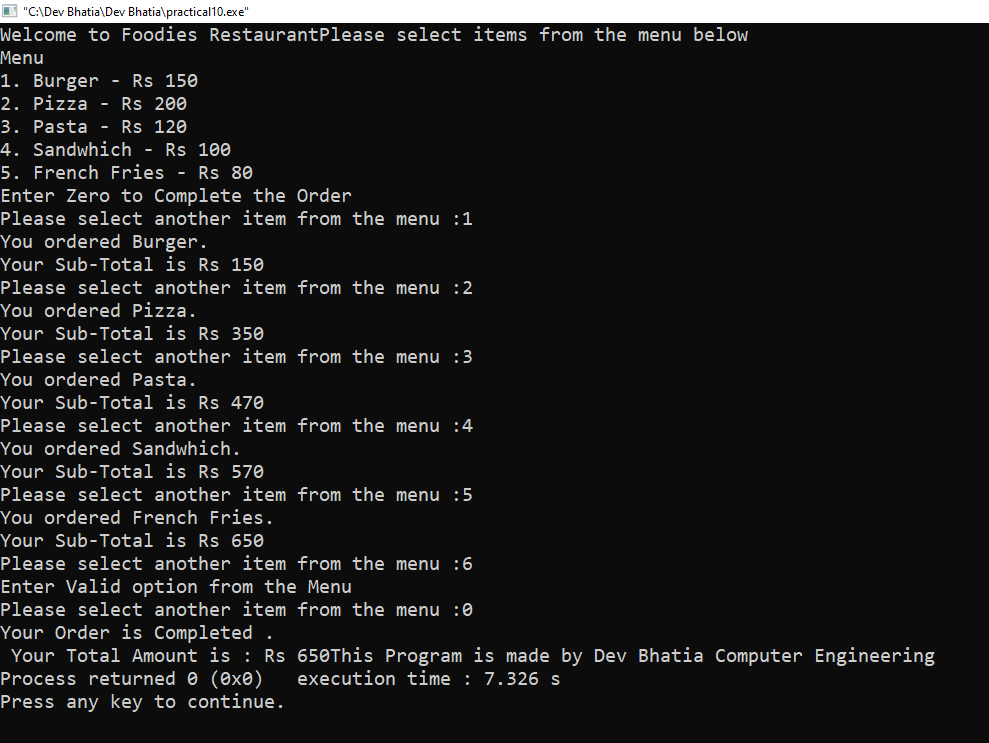 "C:\Dev Bhatia\Dev Bhatia\practical10.exe"
Welcome to Foodies RestaurantPlease select items from the menu below
Menu
1. Burger - Rs 150
2. Pizza - Rs 200
3. Pasta - Rs 120
4. Sandwhich - Rs 100
5. French Fries - Rs 80
Enter Zero to Complete the Order
Please select another item from the menu :1
You ordered Burger.
Your Sub-Total is Rs 150
Please select another item from the menu :2
You ordered Pizza.
Your Sub-Total is Rs 350
Please select another item from the menu :3
You ordered Pasta.
Your Sub-Total is Rs 470
Please select another item from the menu :4
You ordered Sandwhich.
Your Sub-Total is Rs 570
Please select another item from the menu :5
You ordered French Fries.
Your Sub-Total is Rs 650
Please select another item from the menu :6
Enter Valid option from the Menu
Please select another item from the menu :0
Your Order is Completed .
 Your Total Amount is : Rs 650This Program is made by Dev Bhatia Computer Engineering
Process returned 0 (0x0)   execution time : 7.326 s
Press any key to continue.